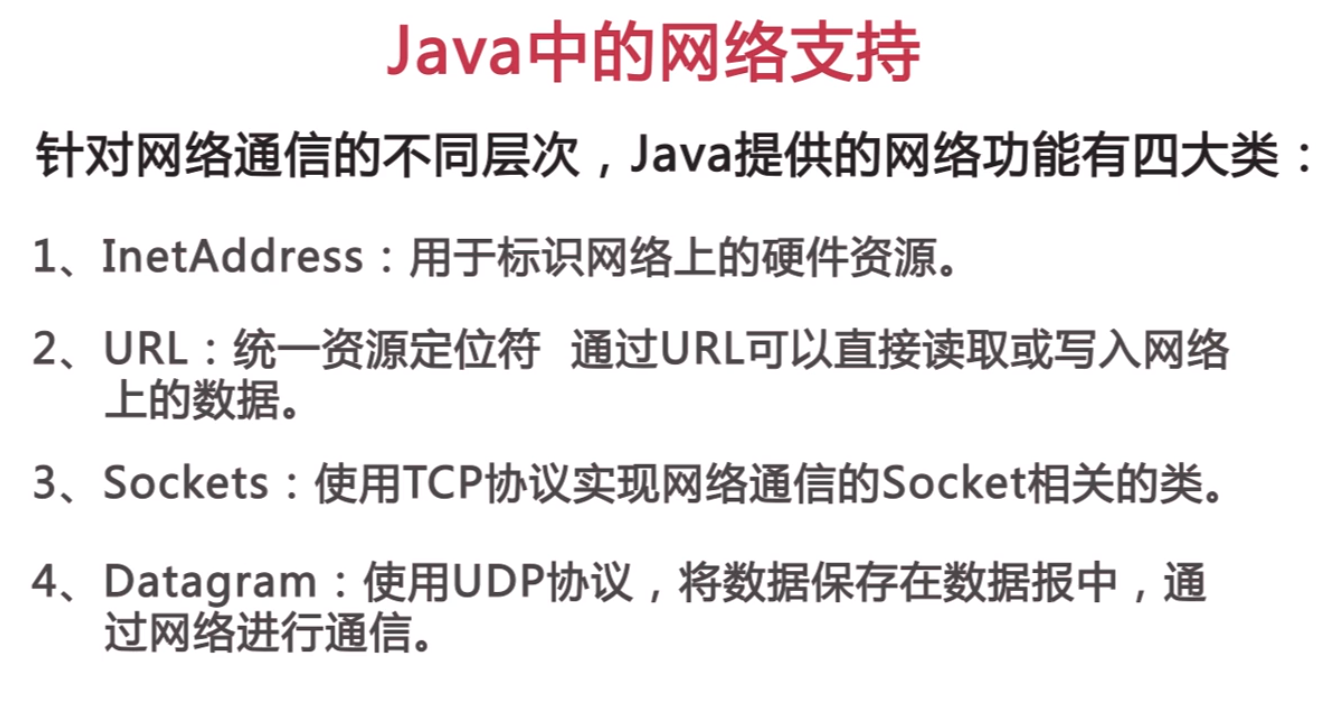 Java中的网络支持
针对网络通信的不同层次，Java提供的网络功能有四大类：
1、InetAddress：用于标识网络上的硬件资源。
2、URL：统一资源定位符  通过URL可以直接读取或写入网络
上的数据。
3、Sockets：使用TCP协议实现网络通信的Socket相关的类。
4、Datagram：使用UDP协议，将数据保存在数据报中，通
过网络进行通信。